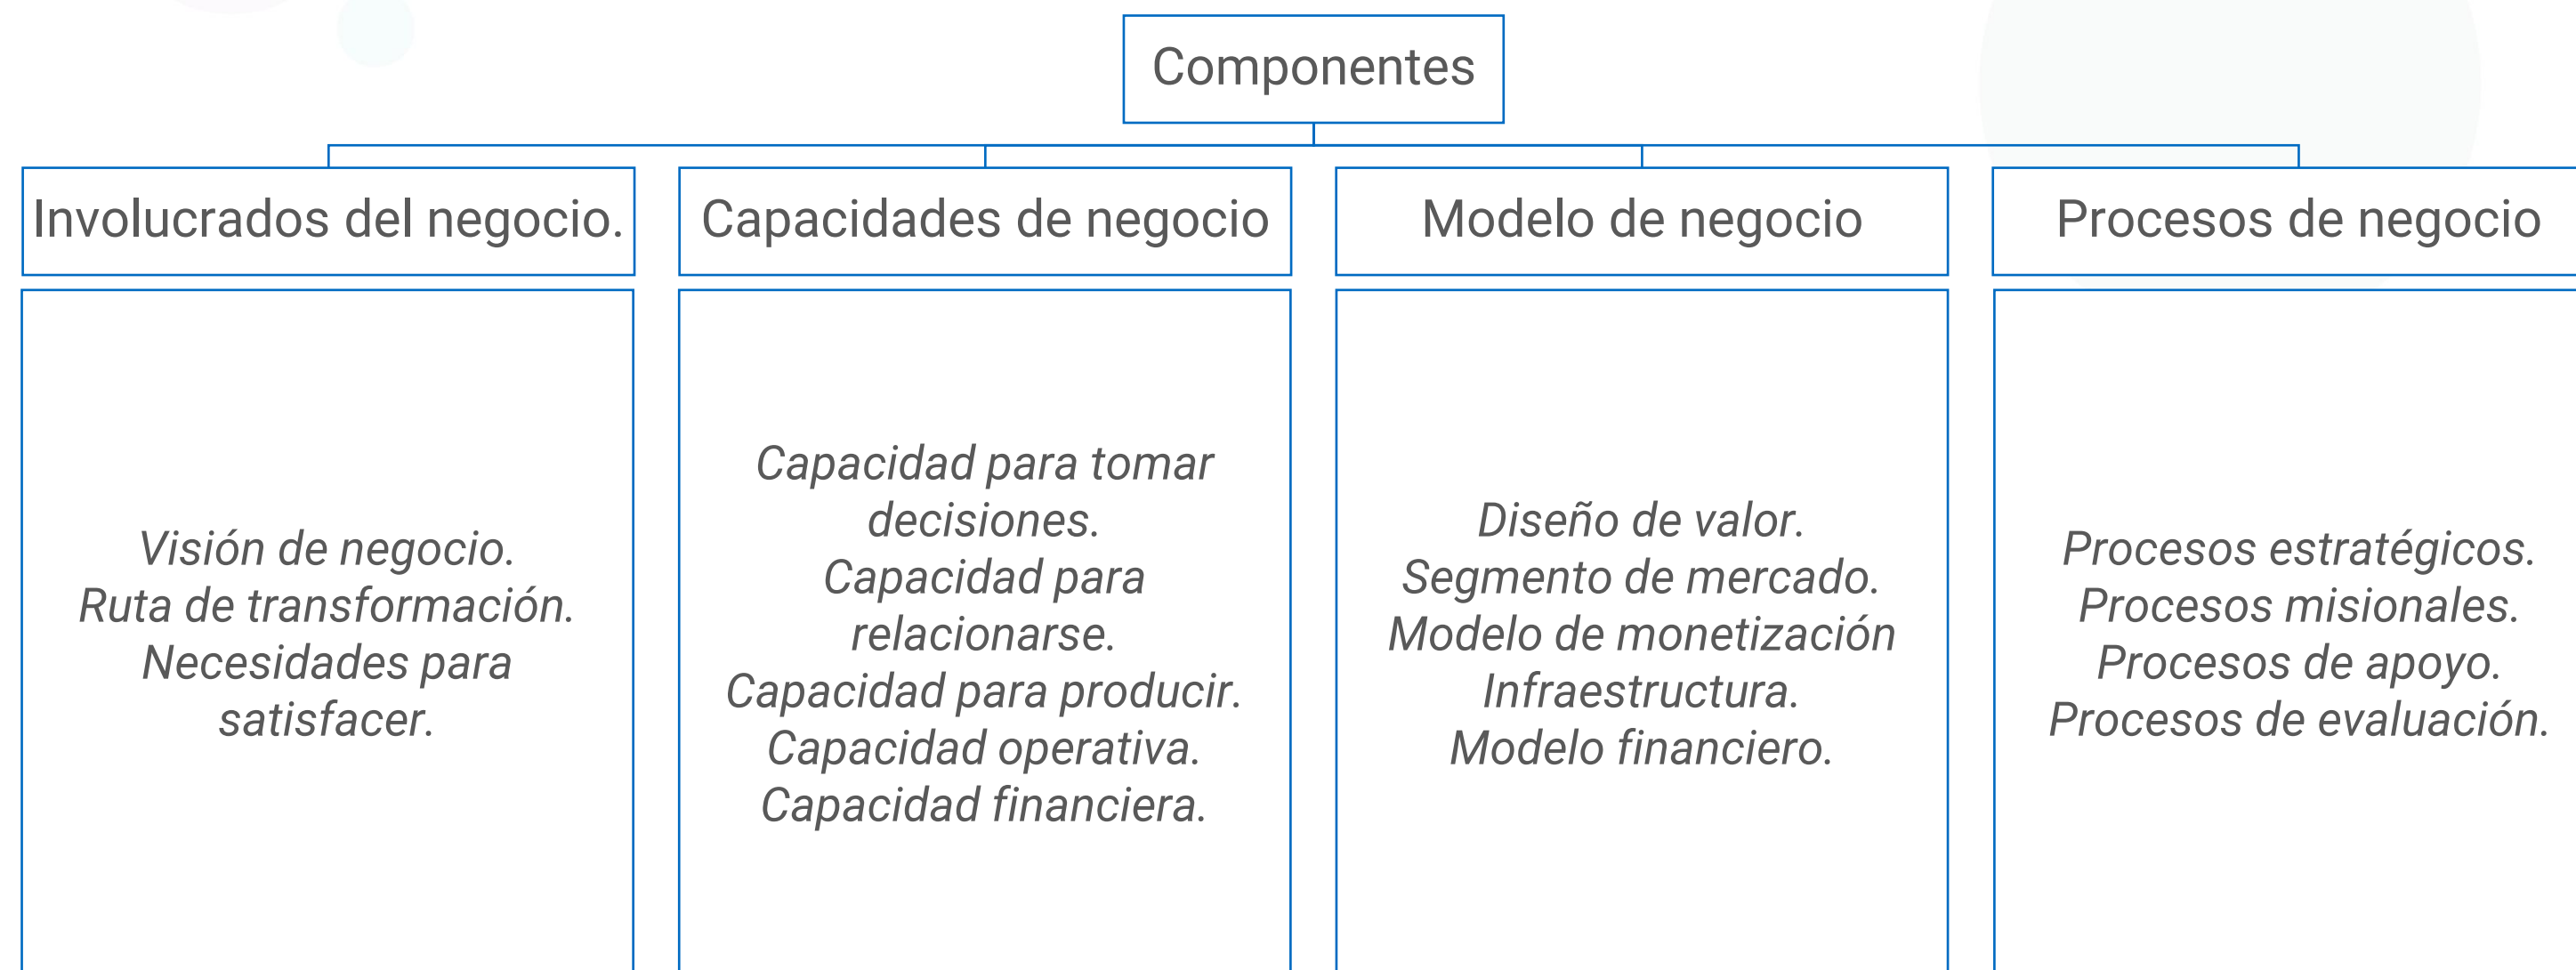 Componentes
Involucrados del negocio.
Capacidades de negocio
Modelo de negocio
Procesos de negocio
Visión de negocio.
Ruta de transformación.
Necesidades para
satisfacer.
Capacidad para tomar
decisiones.
Capacidad para
relacionarse.
Capacidad para producir.
Capacidad operativa.
Capacidad financiera.
Diseño de valor.
Segmento de mercado.
Modelo de monetización
Infraestructura.
Modelo financiero.
Procesos estratégicos.
Procesos misionales.
Procesos de apoyo.
Procesos de evaluación.